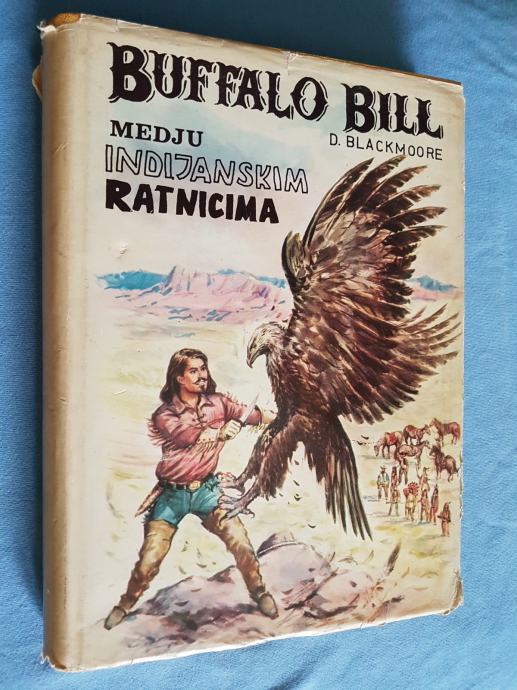 BUFFALO BILL
D. BLACKMOORE
MEDJU
INDIJANSKIM
RATNICIMA